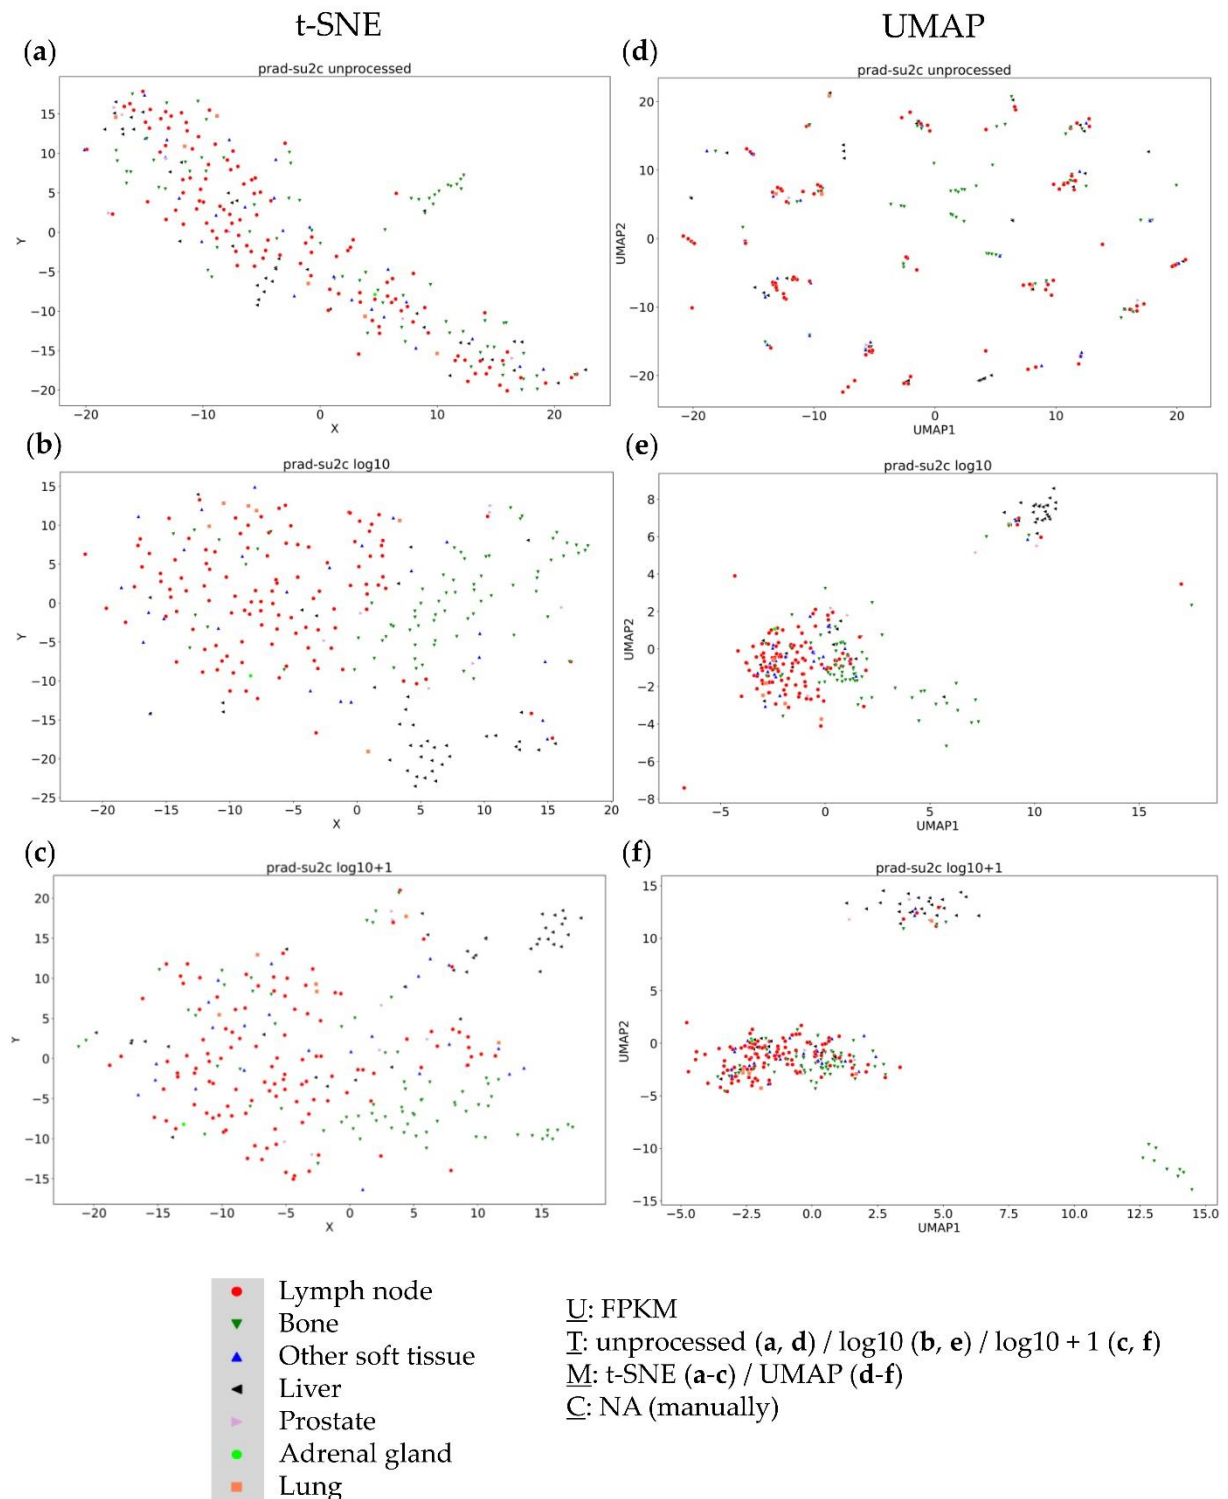 t-SNE
UMAP
(a)
prad-su2c unprocessed
15
10
5
0
−5
−10
−15
−20
Y
−20 −10 0 10 20
X
(d)
prad-su2c unprocessed
20
10
0
−10
−20
UMAP2
−20 −10 0 10 20
UMAP1
(b)
prad-su2c log10
15
10
5
0
−5
−10
−15
−20
−25
Y
−20 −15 −10 −5 0 5 10 15 20
X
(e)
prad-su2c log10
8
6
4
2
0
−2
−4
−6
−8
UMAP2
−5 0 5 10 15
UMAP1
(c)
prad-su2c log10+1
20
15
10
5
0
−5
−10
−15
Y
−20 −15 −10 −5 0 5 10 15
X
(f)
prad-su2c log10+1
15
10
5
0
−5
−10
−15
UMAP2
−5.0 −2.5 0.0 2.5 5.0 7.5 10.0 12.5 15.0
UMAP1
Lymph node
Bone
Other soft tissue
Liver
Prostate
Adrenal gland
Lung
U: FPKM
T: unprocessed (a, d) / log10 (b, e) / log10 + 1 (c, f)
M: t-SNE (a-c) / UMAP (d-f)
C: NA (manually)